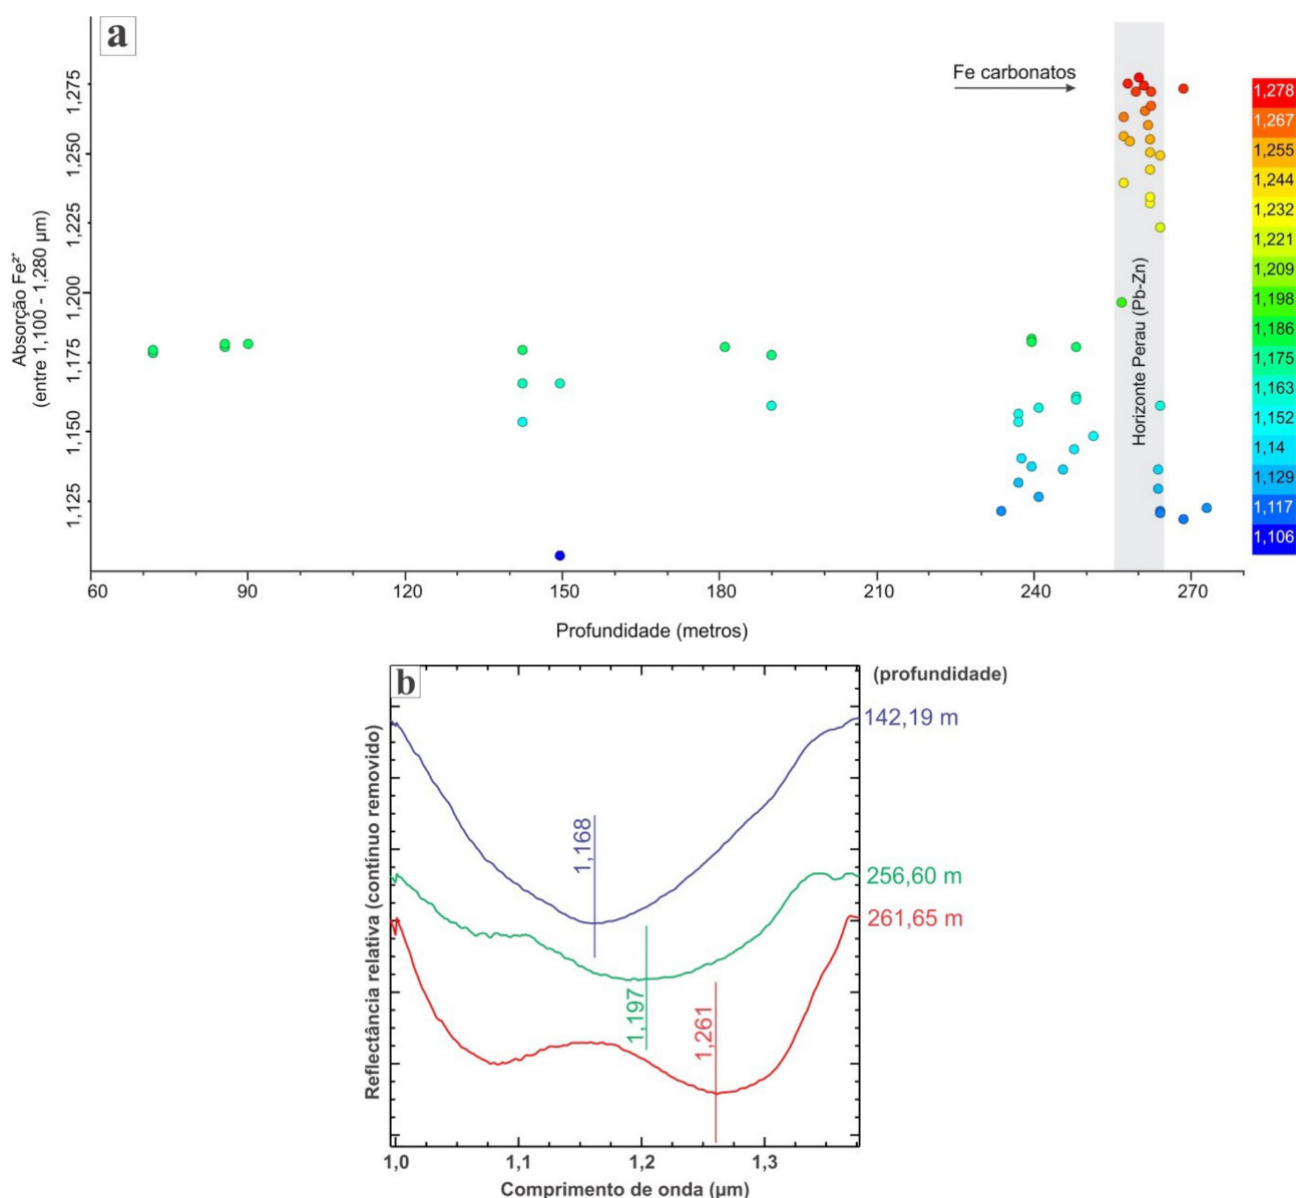 a
Absorção Fe²⁺
(entre 1,100 - 1,280 µm)
1,275
1,250
1,225
1,200
1,175
1,150
1,125
Fe carbonatos
Horizonte Perau (Pb-Zn)
1,278
1,267
1,255
1,244
1,232
1,221
1,209
1,198
1,186
1,175
1,163
1,152
1,14
1,129
1,117
1,106
60 90 120 150 180 210 240 270
Profundidade (metros)
b
(profundidade)
142,19 m
256,60 m
261,65 m
1,168
1,197
1,261
Reflectância relativa (contínuo removido)
1,0 1,1 1,2 1,3
Comprimento de onda (µm)